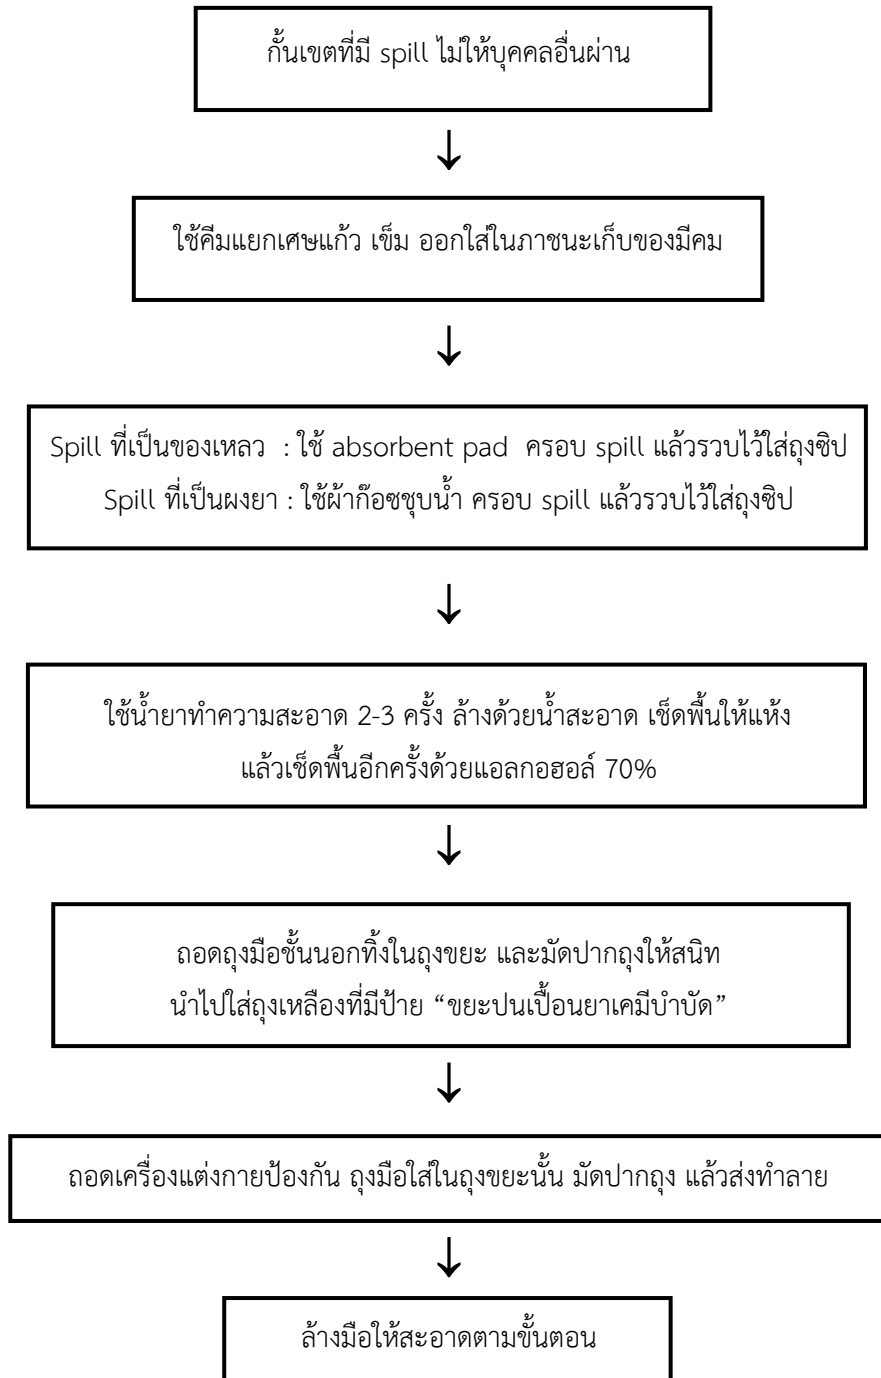 กั้นเขตที่มี spill ไม่ให้บุคคลอื่นผ่าน
ใช้คีมแยกเศษแก้ว เข็ม ออกใส่ในภาชนะเก็บของมีคม
Spill ที่เป็นของเหลว : ใช้ absorbent pad ครอบ spill แล้วรวบไว้ใส่ถุงซิป
Spill ที่เป็นผงยา : ใช้ผ้าก๊อซชุบน้ำ ครอบ spill แล้วรวบไว้ใส่ถุงซิป
ใช้น้ำยาทำความสะอาด 2-3 ครั้ง ล้างด้วยน้ำสะอาด เช็ดพื้นให้แห้ง
แล้วเช็ดพื้นอีกครั้งด้วยแอลกอฮอล์ 70%
ถอดถุงมือชั้นนอกทิ้งในถุงขยะ และมัดปากถุงให้สนิท
นำไปใส่ถุงเหลืองที่มีป้าย “ขยะปนเปื้อนยาเคมีบำบัด”
ถอดเครื่องแต่งกายป้องกัน ถุงมือใส่ในถุงขยะนั้น มัดปากถุง แล้วส่งทำลาย
ล้างมือให้สะอาดตามขั้นตอน